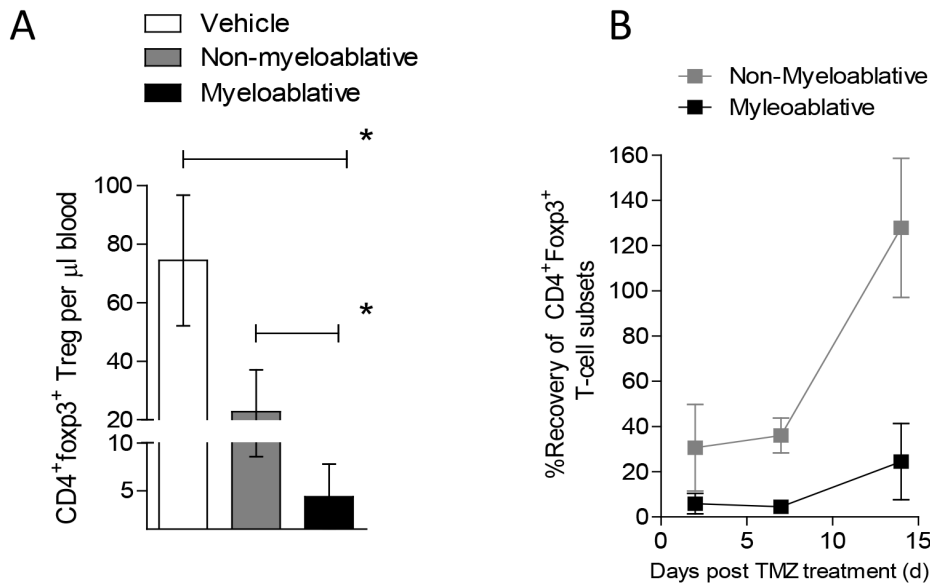 A
Vehicle
Non-myeloablative
Myeloablative
*
*
CD4⁺foxp3⁺ Treg per μl blood
100
80
60
40
20
10
5
B
Non-Myeloablative
Myleoablative
%Recovery of CD4⁺Foxp3⁺
T-cell subsets
160
140
120
100
80
60
40
20
0
0 5 10 15
Days post TMZ treatment (d)